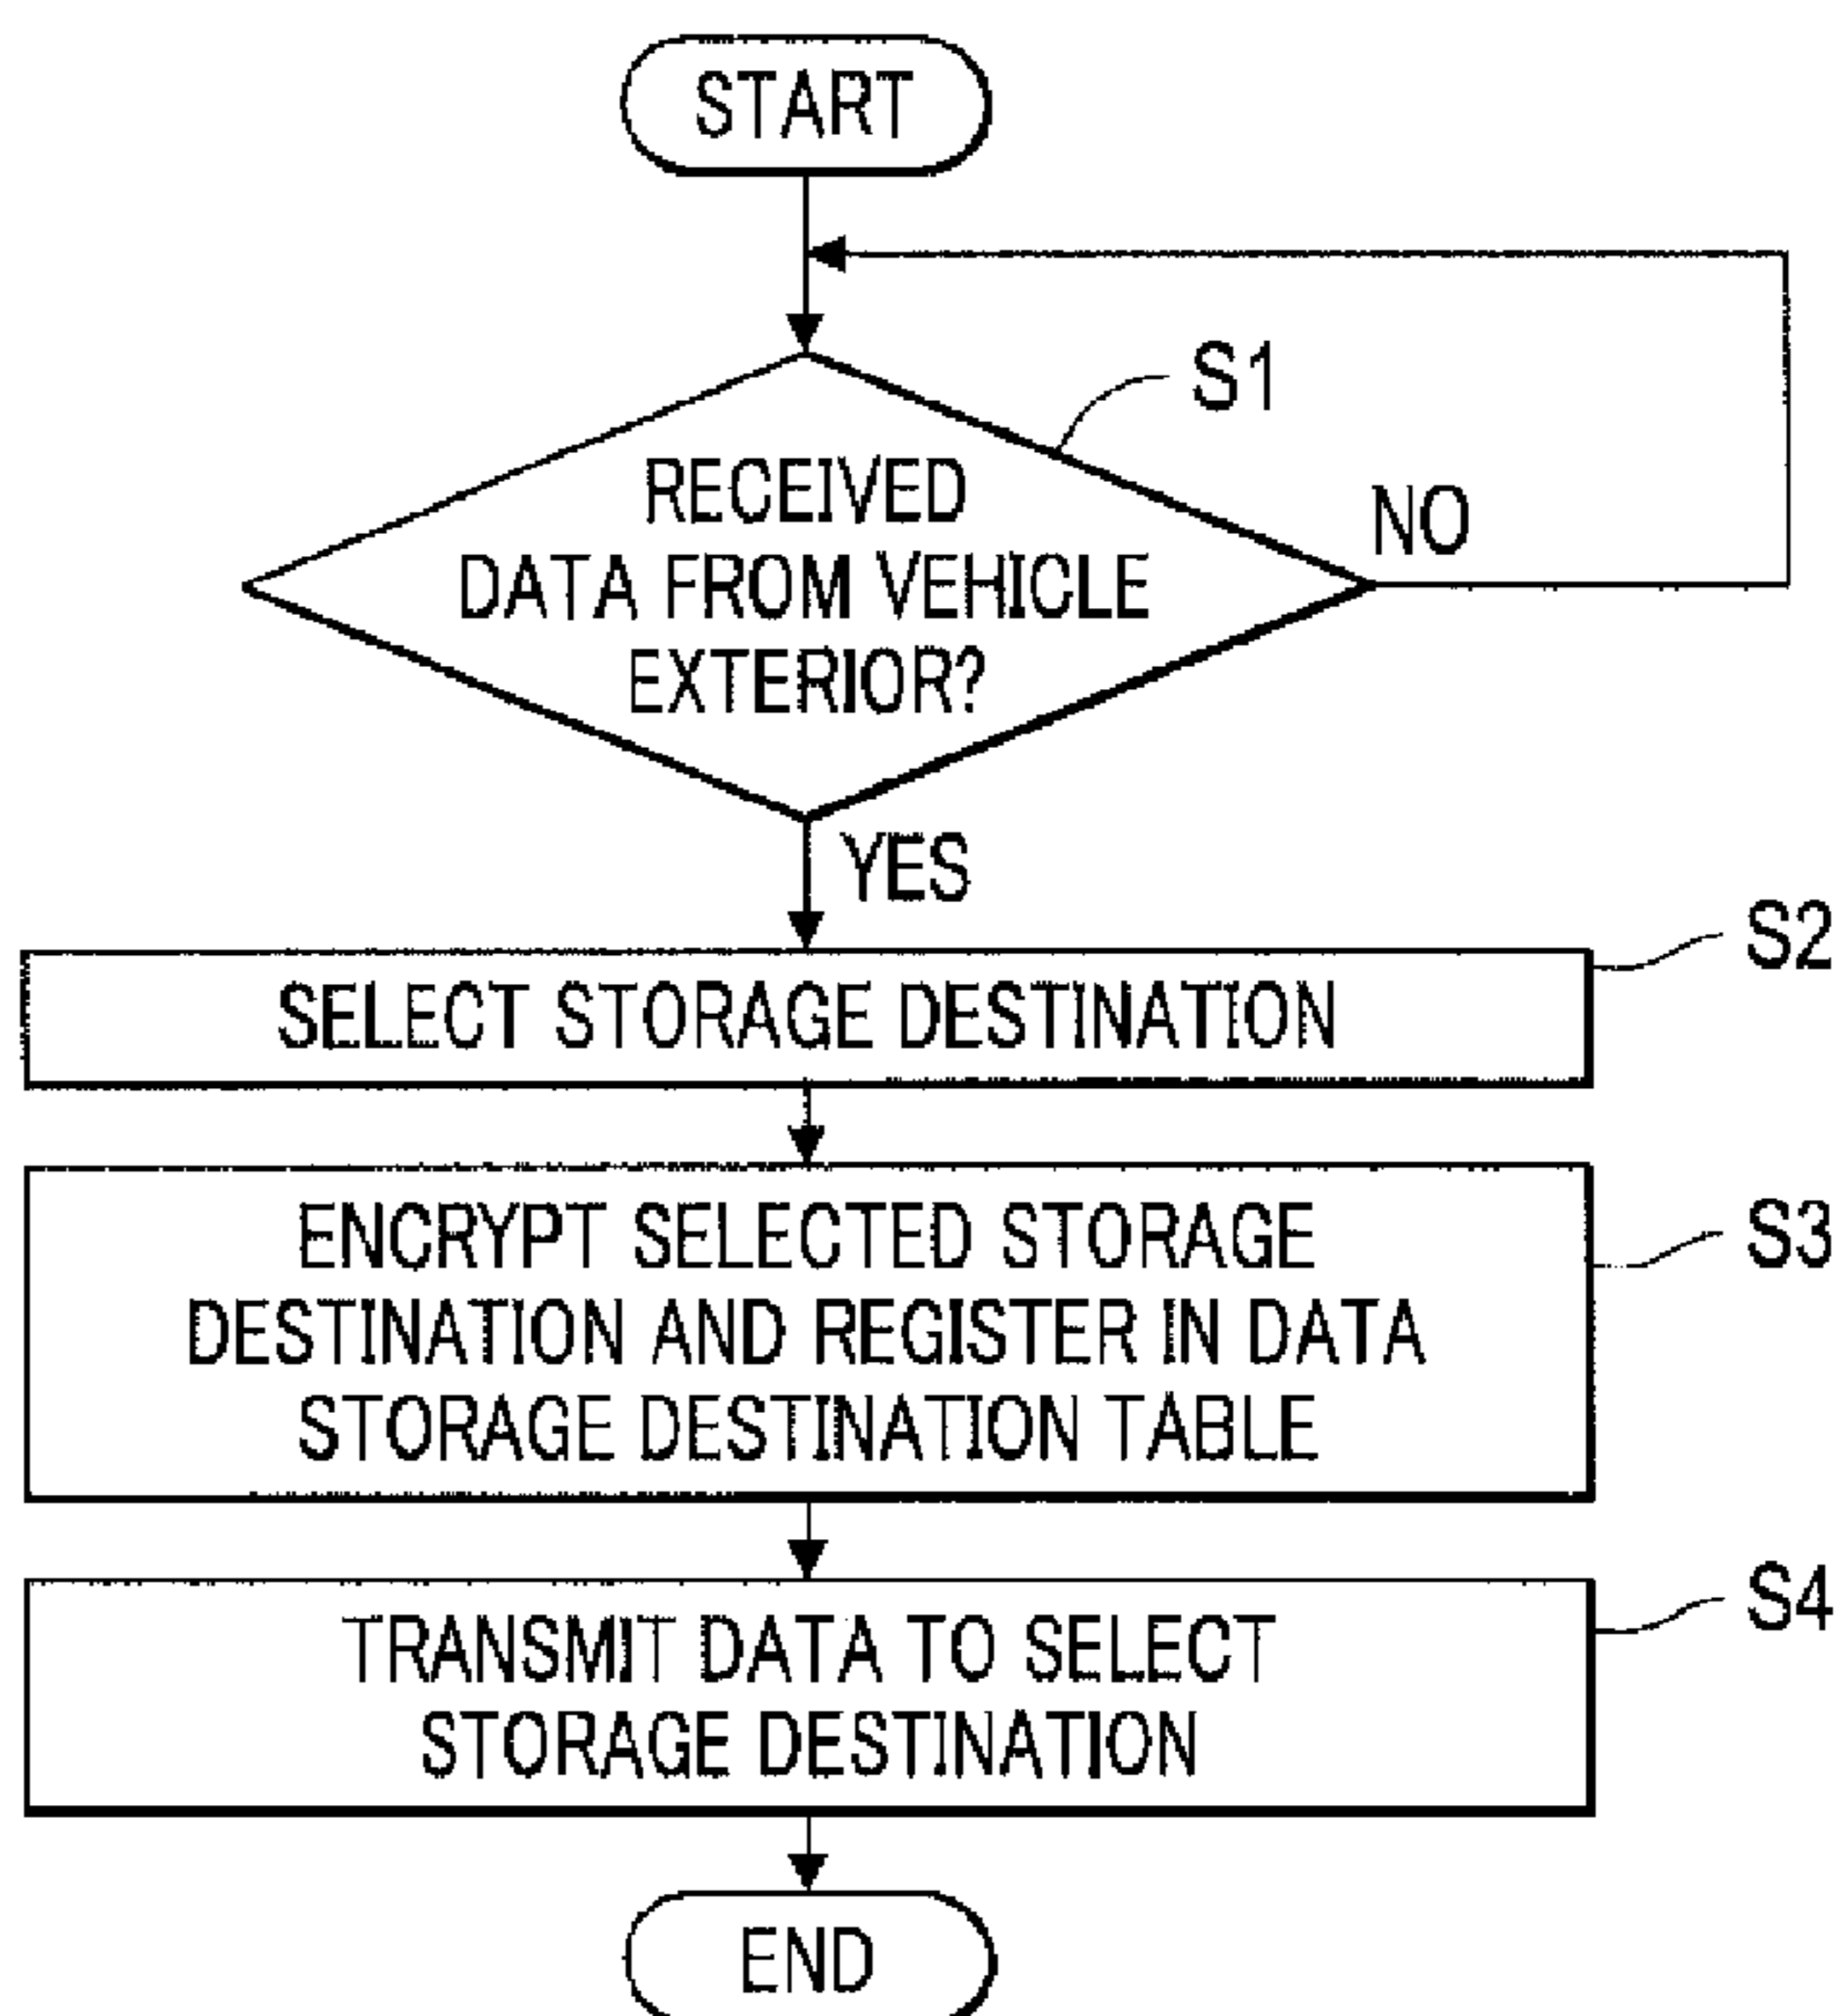 START
S1
RECEIVED
DATA FROM VEHICLE
EXTERIOR?
NO
YES
S2
SELECT STORAGE DESTINATION
S3
ENCRYPT SELECTED STORAGE
DESTINATION AND REGISTER IN DATA
STORAGE DESTINATION TABLE
S4
TRANSMIT DATA TO SELECT
STORAGE DESTINATION
END